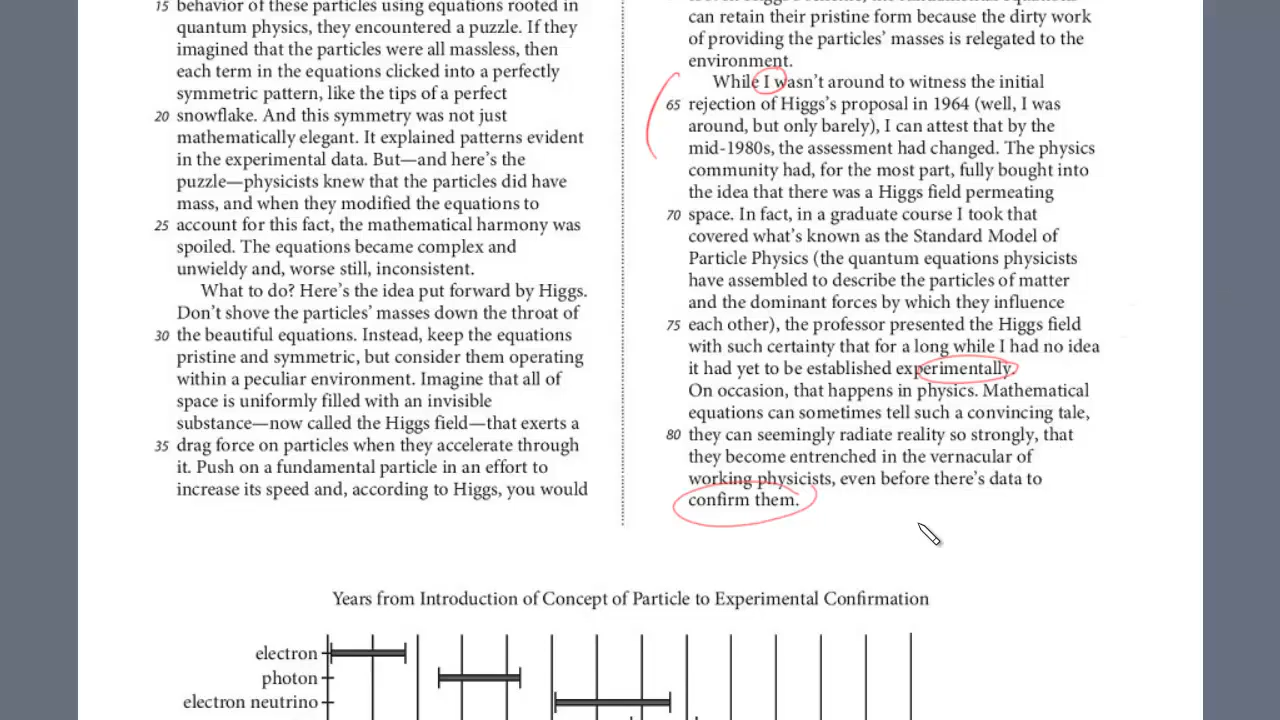 15 behavior of these particles using equations rooted in
quantum physics, they encountered a puzzle. If they
imagined that the particles were all massless, then
each term in the equations clicked into a perfectly
symmetric pattern, like the tips of a perfect
20 snowflake. And this symmetry was not just
mathematically elegant. It explained patterns evident
in the experimental data. But—and here's the
puzzle—physicists knew that the particles did have
mass, and when they modified the equations to
25 account for this fact, the mathematical harmony was
spoiled. The equations became complex and
unwieldy and, worse still, inconsistent.
What to do? Here's the idea put forward by Higgs.
Don't shove the particles' masses down the throat of
30 the beautiful equations. Instead, keep the equations
pristine and symmetric, but consider them operating
within a peculiar environment. Imagine that all of
space is uniformly filled with an invisible
substance—now called the Higgs field—that exerts a
35 drag force on particles when they accelerate through
it. Push on a fundamental particle in an effort to
increase its speed and, according to Higgs, you would
can retain their pristine form because the dirty work
of providing the particles' masses is relegated to the
environment.
While I wasn't around to witness the initial
65 rejection of Higgs's proposal in 1964 (well, I was
around, but only barely), I can attest that by the
mid-1980s, the assessment had changed. The physics
community had, for the most part, fully bought into
the idea that there was a Higgs field permeating
70 space. In fact, in a graduate course I took that
covered what's known as the Standard Model of
Particle Physics (the quantum equations physicists
have assembled to describe the particles of matter
and the dominant forces by which they influence
75 each other), the professor presented the Higgs field
with such certainty that for a long while I had no idea
it had yet to be established experimentally.
On occasion, that happens in physics. Mathematical
equations can sometimes tell such a convincing tale,
80 they can seemingly radiate reality so strongly, that
they become entrenched in the vernacular of
working physicists, even before there's data to
confirm them.
Years from Introduction of Concept of Particle to Experimental Confirmation
electron
photon
electron neutrino